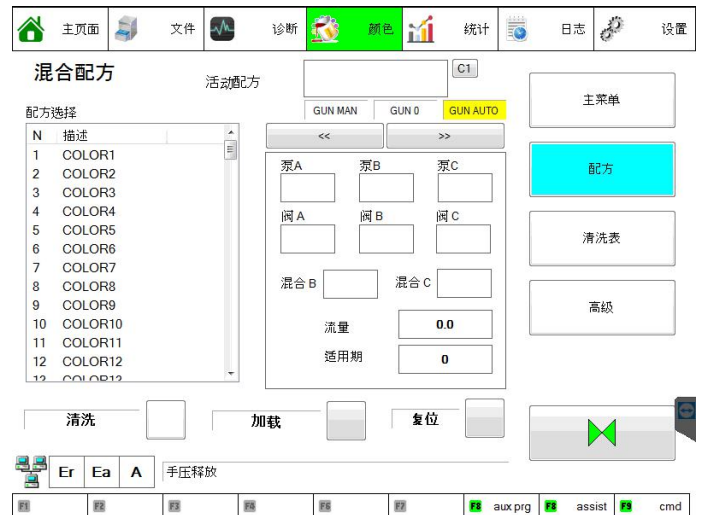 主页面 文件 诊断 颜色 统计 日志 设置
混合配方
活动配方
C1
配方选择
GUN MAN GUN 0 GUN AUTO
N 描述
<< >>
1 COLOR1
2 COLOR2
3 COLOR3
4 COLOR4
5 COLOR5
6 COLOR6
7 COLOR7
8 COLOR8
9 COLOR9
10 COLOR10
11 COLOR11
12 COLOR12
13 COLOR13
泵A 泵B 泵C
阀 A 阀 B 阀 C
混合 B 混合 C
流量 0.0
适用期 0
主菜单
配方
清洗表
高级
清洗 加载 复位
Er Ea A 手压释放
F1 F2 F3 F4 F6 F7 F8 aux prg F8 assist F9 cmd